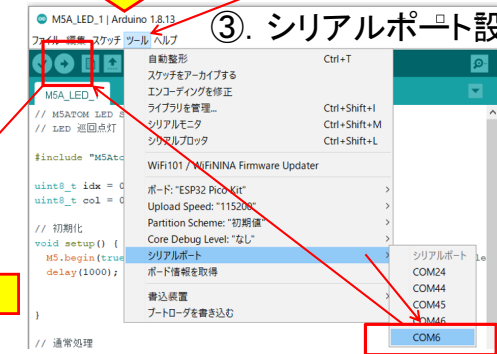 M5A_LED_1 | Arduino 1.8.13
③. シリアルポート設
ファイル 編集 スケッチ ツール ヘルプ
M5A_LED_1
自動整形 Ctrl+T
スケッチをアーカイブする
エンコーディングを修正
ライブラリを管理... Ctrl+Shift+I
シリアルモニタ Ctrl+Shift+M
シリアルプロッタ Ctrl+Shift+L
WiFi101 / WiFiNINA Firmware Updater
ボード: "ESP32 Pico Kit"
Upload Speed: "115200"
Partition Scheme: "初期値"
Core Debug Level: "なし"
シリアルポート
ボード情報を取得
書込装置
ブートローダを書き込む
シリアルポート
COM24
COM44
COM45
COM46
COM6
// M5ATOM LED S
// LED 巡回点灯
#include "M5Ato
uint8_t idx = 0
uint8_t col = 0
// 初期化
void setup() {
M5.begin(true
le
delay(1000);
}
// 通常処理